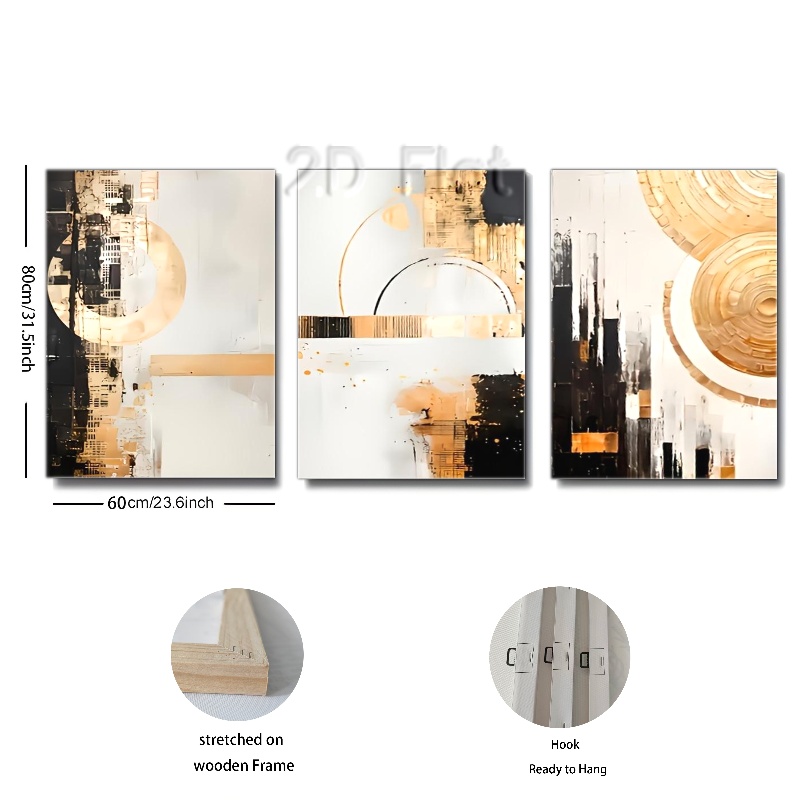 2D Flat
80cm/31.5inch
60cm/23.6inch
stretched on
wooden Frame
Hook
Ready to Hang